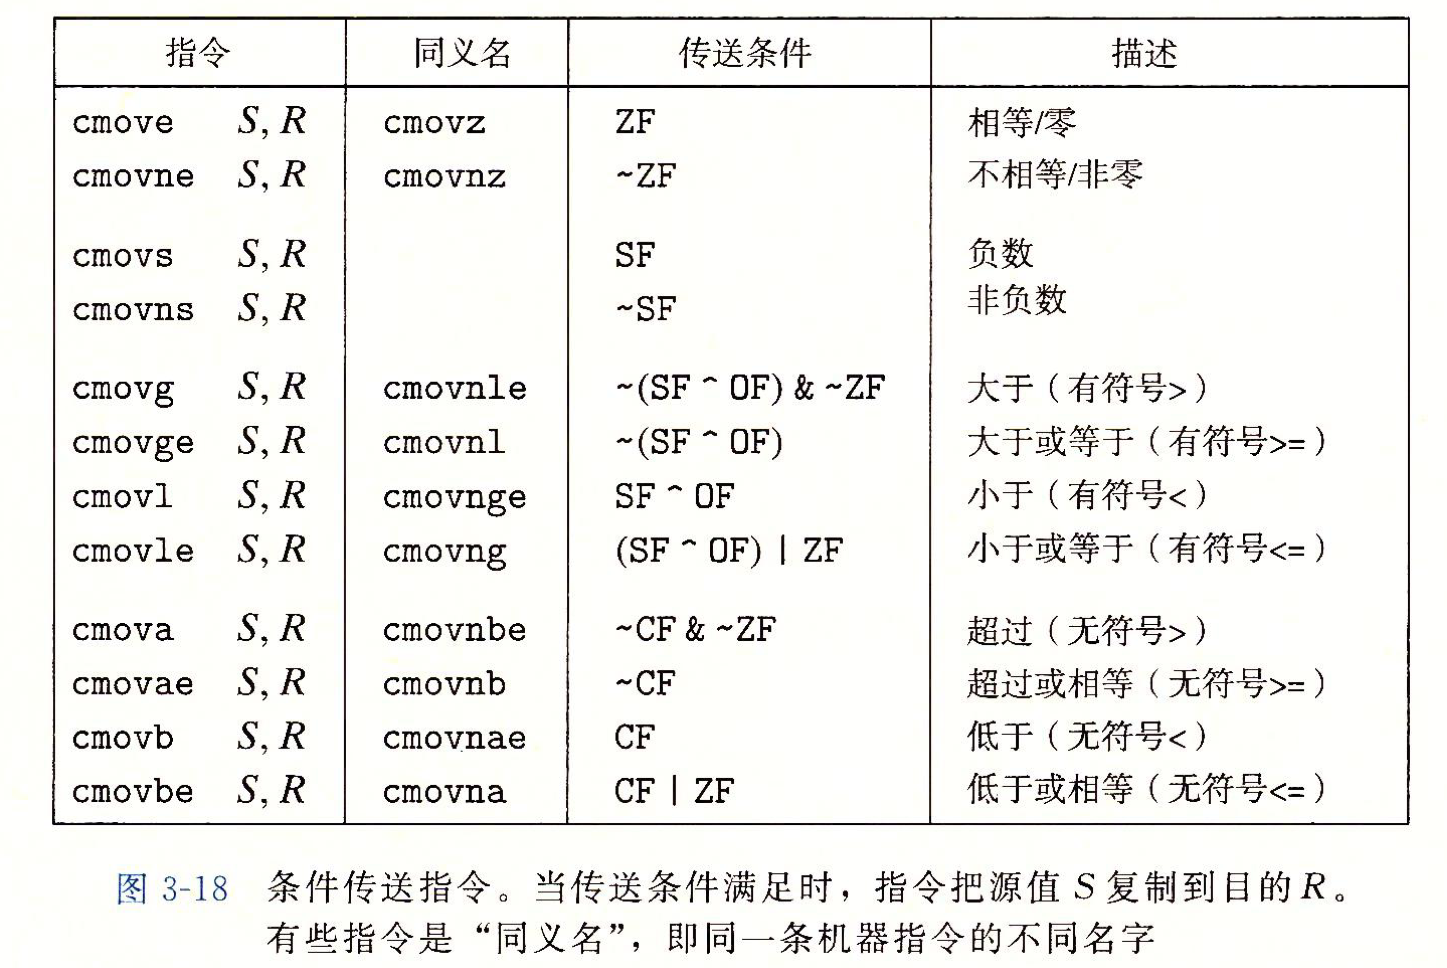 指令 同义名 传送条件 描述
cmove S, R cmovz ZF 相等/零
cmovne S, R cmovnz ~ZF 不相等/非零
cmovs S, R SF 负数
cmovns S, R ~SF 非负数
cmovg S, R cmovnle ~(SF ^ OF) & ~ZF 大于（有符号>）
cmovge S, R cmovnl ~(SF ^ OF) 大于或等于（有符号>=）
cmovl S, R cmovnge SF ^ OF 小于（有符号<）
cmovle S, R cmovng (SF ^ OF) | ZF 小于或等于（有符号<=）
cmova S, R cmovnbe ~CF & ~ZF 超过（无符号>）
cmovae S, R cmovnb ~CF 超过或相等（无符号>=）
cmovb S, R cmovnae CF 低于（无符号<）
cmovbe S, R cmovna CF | ZF 低于或相等（无符号<=）
图 3-18 条件传送指令。当传送条件满足时，指令把源值 S 复制到目的 R。
有些指令是“同义名”，即同一条机器指令的不同名字